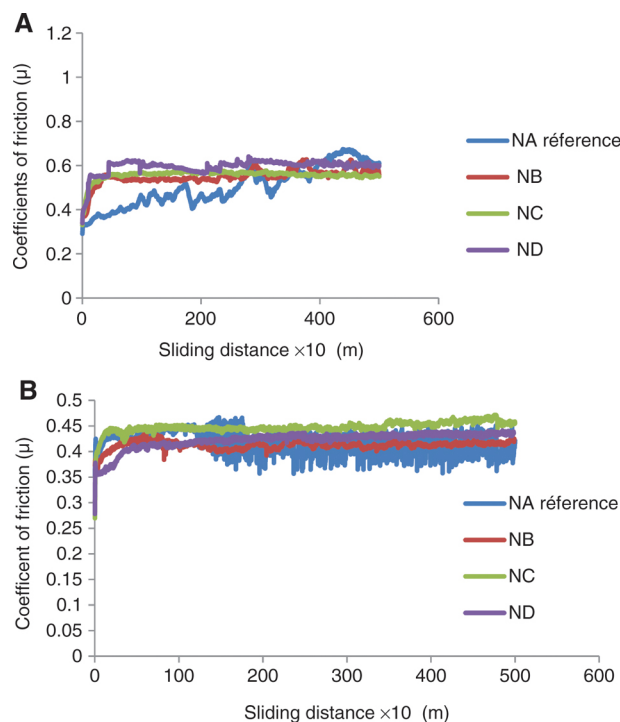 A
Coefficients of friction (μ)
1.2
1
0.8
0.6
0.4
0.2
0
0
200
400
600
Sliding distance ×10 (m)
NA réference
NB
NC
ND
B
Coefficent of friction (μ)
0.5
0.45
0.4
0.35
0.3
0.25
0.2
0.15
0.1
0.05
0
0
100
200
300
400
500
600
Sliding distance ×10 (m)
NA réference
NB
NC
ND